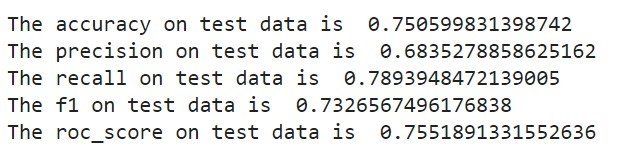 The accuracy on test data is  0.750599831398742
The precision on test data is  0.6835278858625162
The recall on test data is  0.7893948472139005
The f1 on test data is  0.7326567496176838
The roc_score on test data is  0.7551891331552636